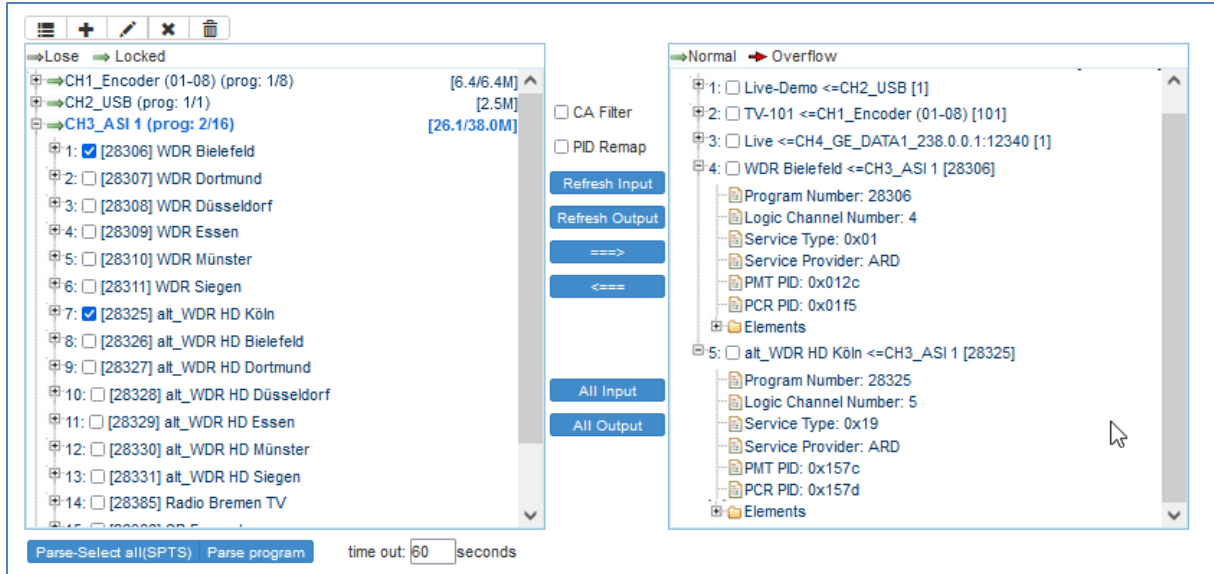 Lose Locked
CH1_Encoder (01-08) (prog: 1/8) [6.4/6.4M]
CH2_USB (prog: 1/1) [2.5M]
CH3_ASI 1 (prog: 2/16) [26.1/38.0M]
1: [28306] WDR Bielefeld
2: [28307] WDR Dortmund
3: [28308] WDR Düsseldorf
4: [28309] WDR Essen
5: [28310] WDR Münster
6: [28311] WDR Siegen
7: [28325] alt_WDR HD Köln
8: [28326] alt_WDR HD Bielefeld
9: [28327] alt_WDR HD Dortmund
10: [28328] alt_WDR HD Düsseldorf
11: [28329] alt_WDR HD Essen
12: [28330] alt_WDR HD Münster
13: [28331] alt_WDR HD Siegen
14: [28385] Radio Bremen TV
CA Filter
PID Remap
Refresh Input
Refresh Output
===>
<===
All Input
All Output
Normal Overflow
1: Live-Demo <=CH2_USB [1]
2: TV-101 <=CH1_Encoder (01-08) [101]
3: Live <=CH4_GE_DATA1_238.0.0.1:12340 [1]
4: WDR Bielefeld <=CH3_ASI 1 [28306]
Program Number: 28306
Logic Channel Number: 4
Service Type: 0x01
Service Provider: ARD
PMT PID: 0x012c
PCR PID: 0x01f5
Elements
5: alt_WDR HD Köln <=CH3_ASI 1 [28325]
Program Number: 28325
Logic Channel Number: 5
Service Type: 0x19
Service Provider: ARD
PMT PID: 0x157c
PCR PID: 0x157d
Elements
Parse-Select all(SPTS) Parse program time out: 60 seconds